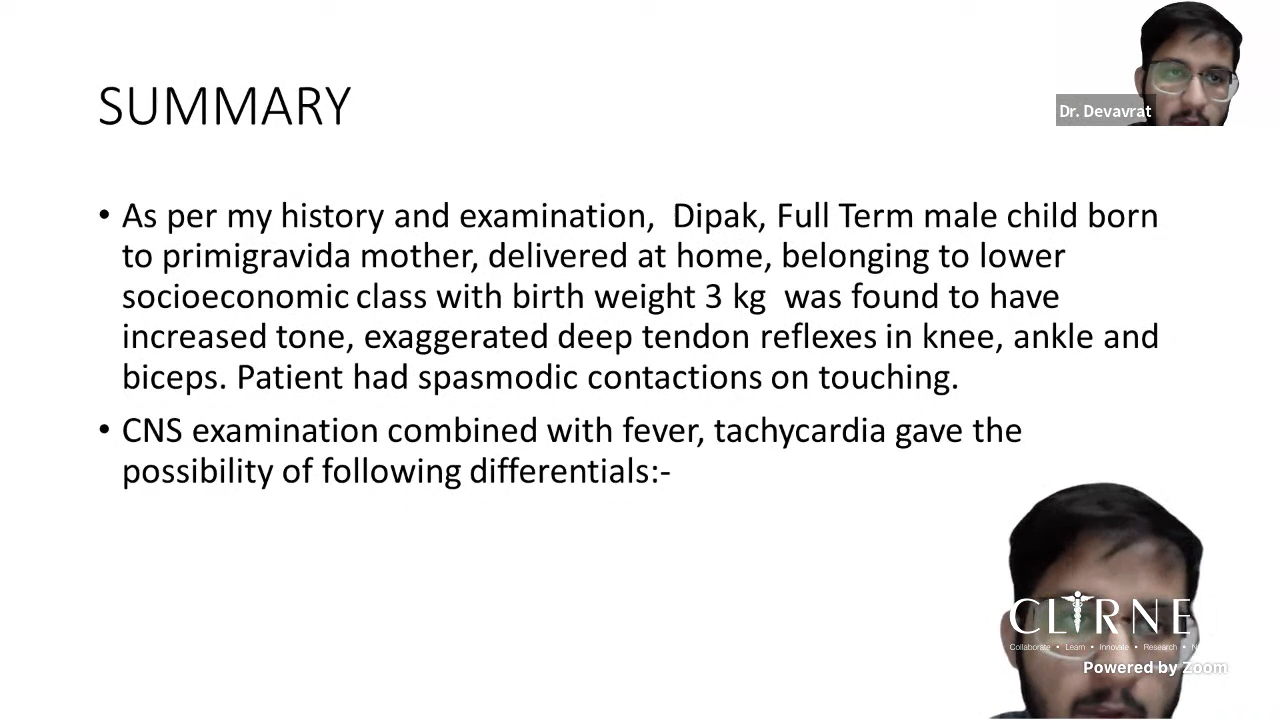 SUMMARY
Dr. Devavrat
• As per my history and examination, Dipak, Full Term male child born
to primigravida mother, delivered at home, belonging to lower
socioeconomic class with birth weight 3 kg was found to have
increased tone, exaggerated deep tendon reflexes in knee, ankle and
biceps. Patient had spasmodic contactions on touching.
• CNS examination combined with fever, tachycardia gave the
possibility of following differentials:-
CLIRNE
Collaborate • Learn • Innovate • Research •
Powered by Zoom